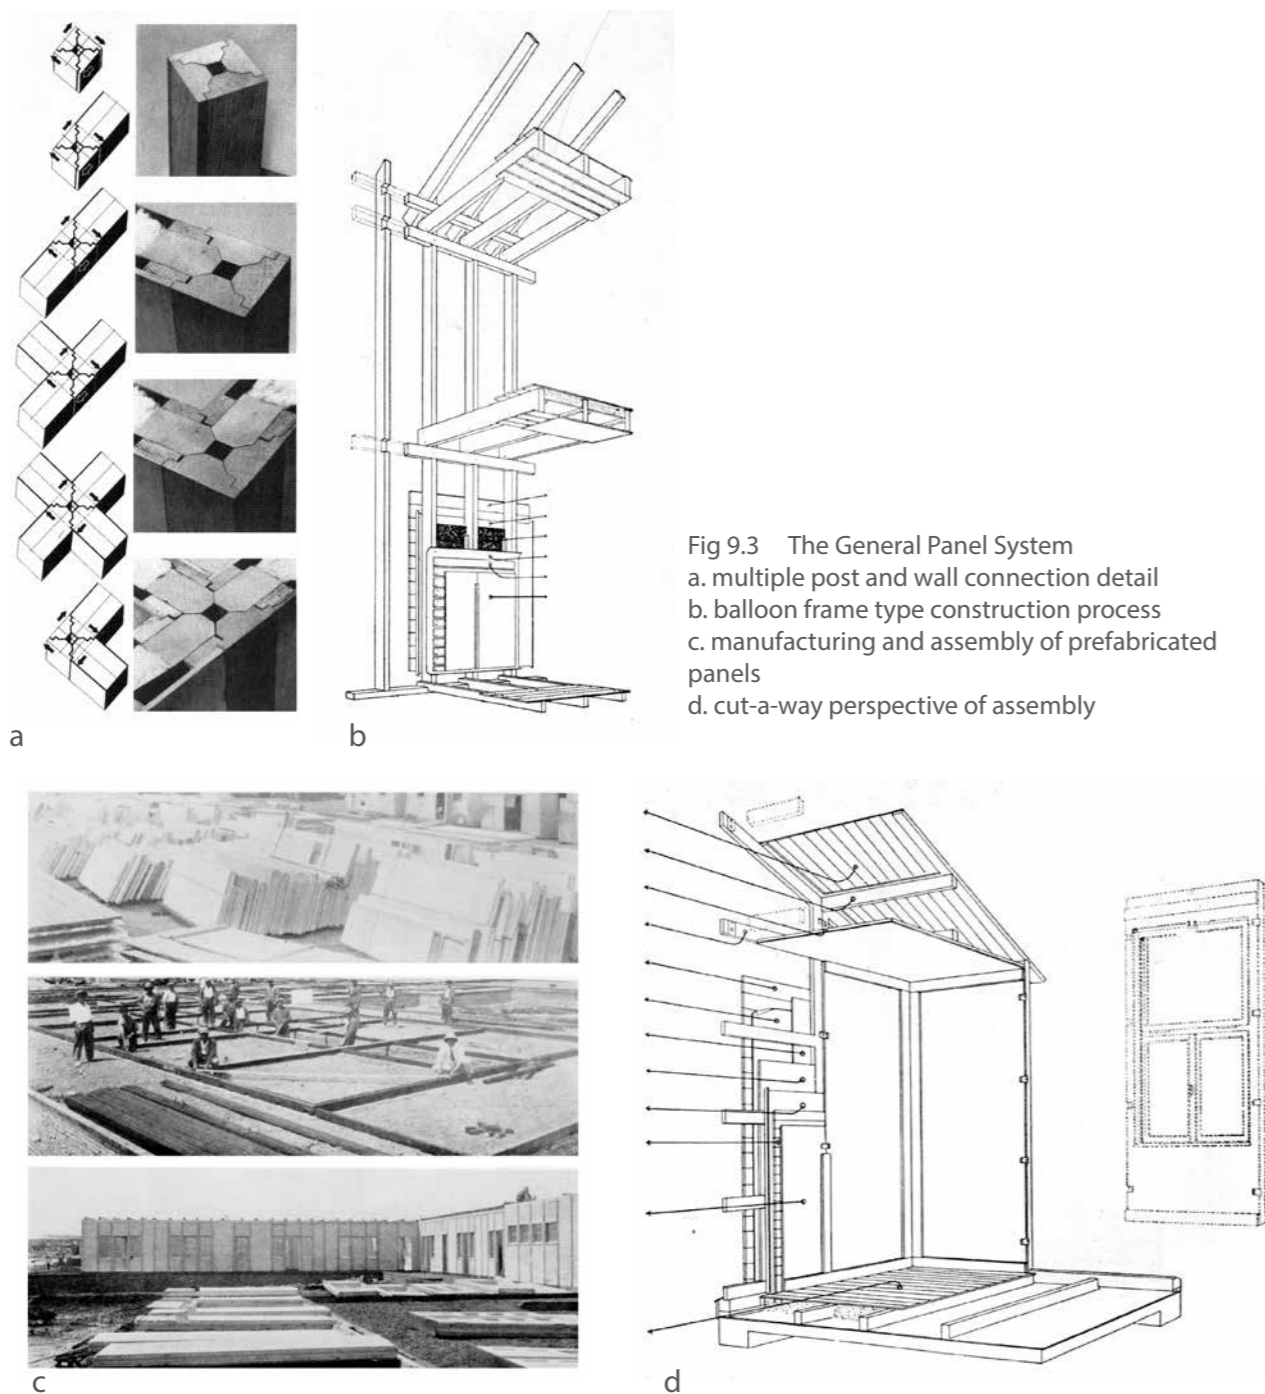 Fig 9.3 The General Panel System
a. multiple post and wall connection detail
b. balloon frame type construction process
c. manufacturing and assembly of prefabricated
panels
d. cut-a-way perspective of assembly
a
b
c
d